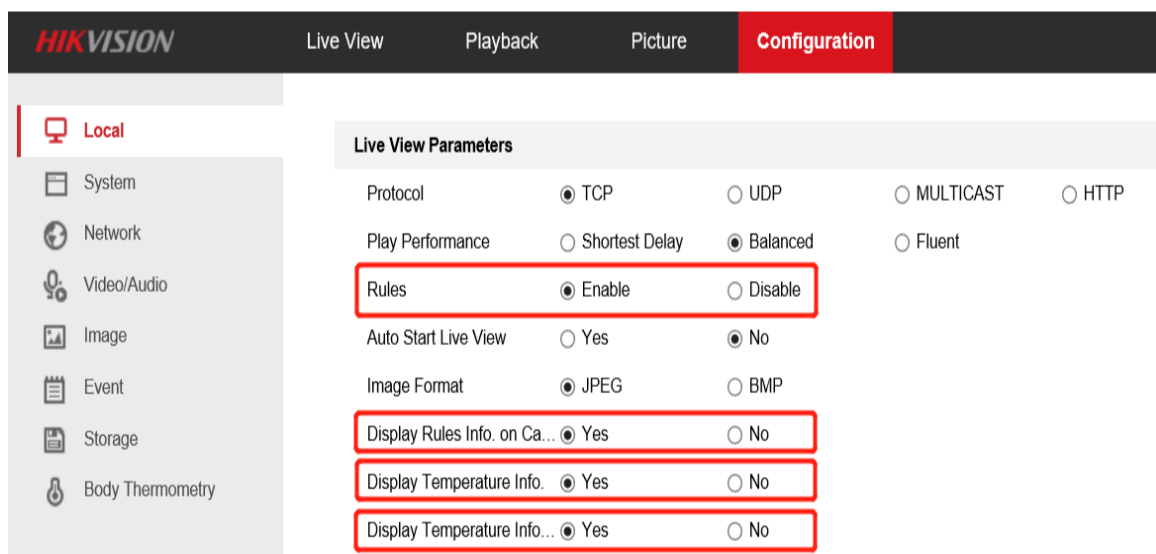 HIKVISION Live View Playback Picture Configuration
Local
System
Network
Video/Audio
Image
Event
Storage
Body Thermometry
Live View Parameters
Protocol TCP UDP MULTICAST HTTP
Play Performance Shortest Delay Balanced Fluent
Rules Enable Disable
Auto Start Live View Yes No
Image Format JPEG BMP
Display Rules Info. on Ca... Yes No
Display Temperature Info. Yes No
Display Temperature Info... Yes No